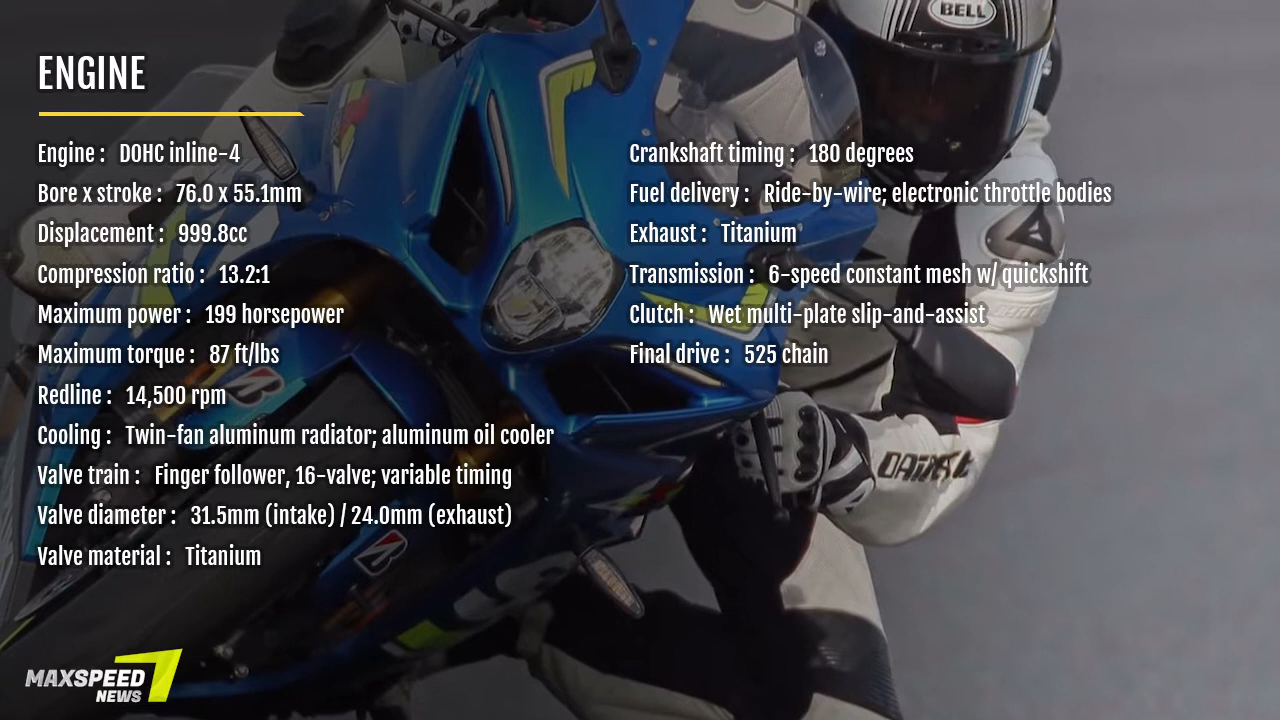 BELL
ENGINE
Engine : DOHC inline-4
Bore x stroke : 76.0 x 55.1mm
Displacement : 999.8cc
Compression ratio : 13.2:1
Maximum power : 199 horsepower
Maximum torque : 87 ft/lbs
Redline : 14,500 rpm
Cooling : Twin-fan aluminum radiator; aluminum oil cooler
Valve train : Finger follower, 16-valve; variable timing
Valve diameter : 31.5mm (intake) / 24.0mm (exhaust)
Valve material : Titanium
Crankshaft timing : 180 degrees
Fuel delivery : Ride-by-wire; electronic throttle bodies
Exhaust : Titanium
Transmission : 6-speed constant mesh w/ quickshift
Clutch : Wet multi-plate slip-and-assist
Final drive : 525 chain
MAXSPEED
NEWS